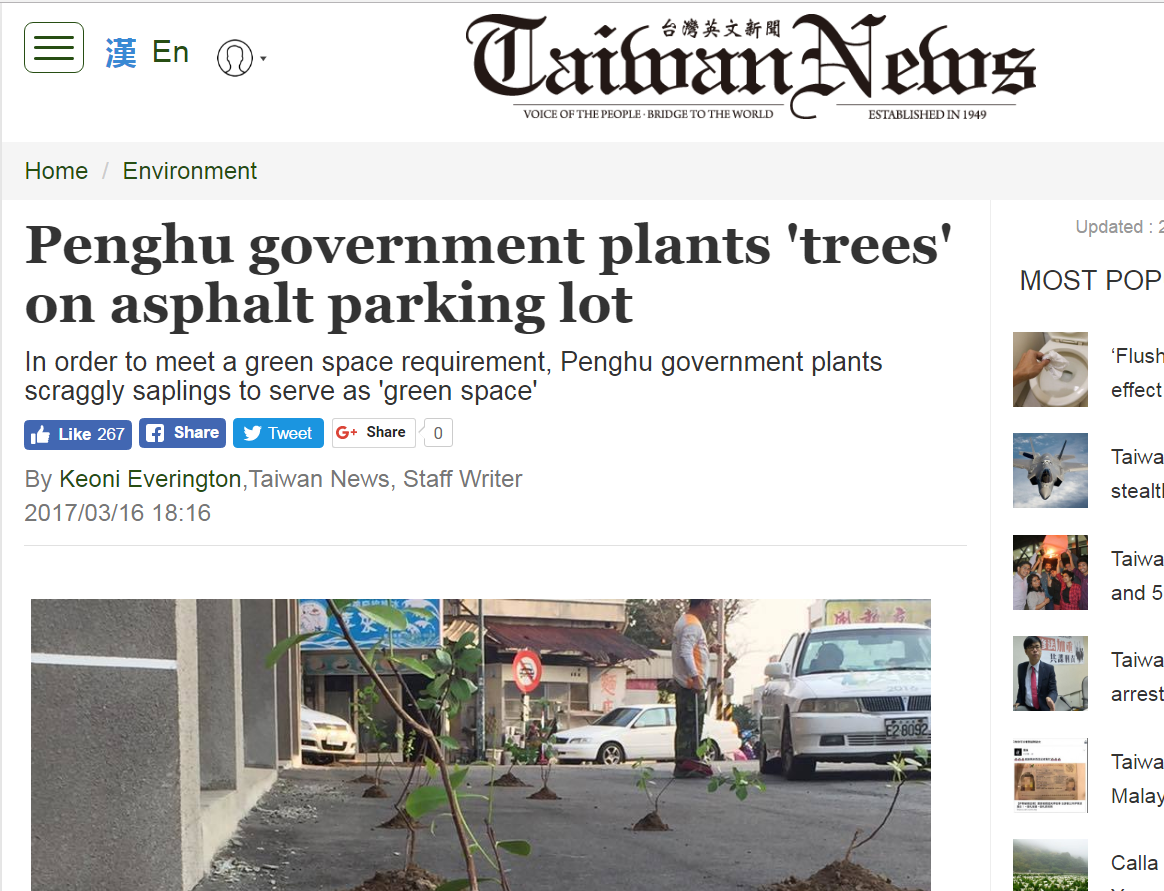 漢 En
台灣英文新聞
Taiwan News
VOICE OF THE PEOPLE · BRIDGE TO THE WORLD
ESTABLISHED IN 1949
Home / Environment
Penghu government plants 'trees'
on asphalt parking lot
In order to meet a green space requirement, Penghu government plants
scraggly saplings to serve as 'green space'
Like 267
Share
Tweet
G+ Share
0
By Keoni Everington,Taiwan News, Staff Writer
2017/03/16 18:16
E2 8092
Updated : 2
MOST POP
‘Flush
effect
Taiwa
stealth
Taiwa
and 5
Taiwa
arrest
Taiwa
Malay
Calla